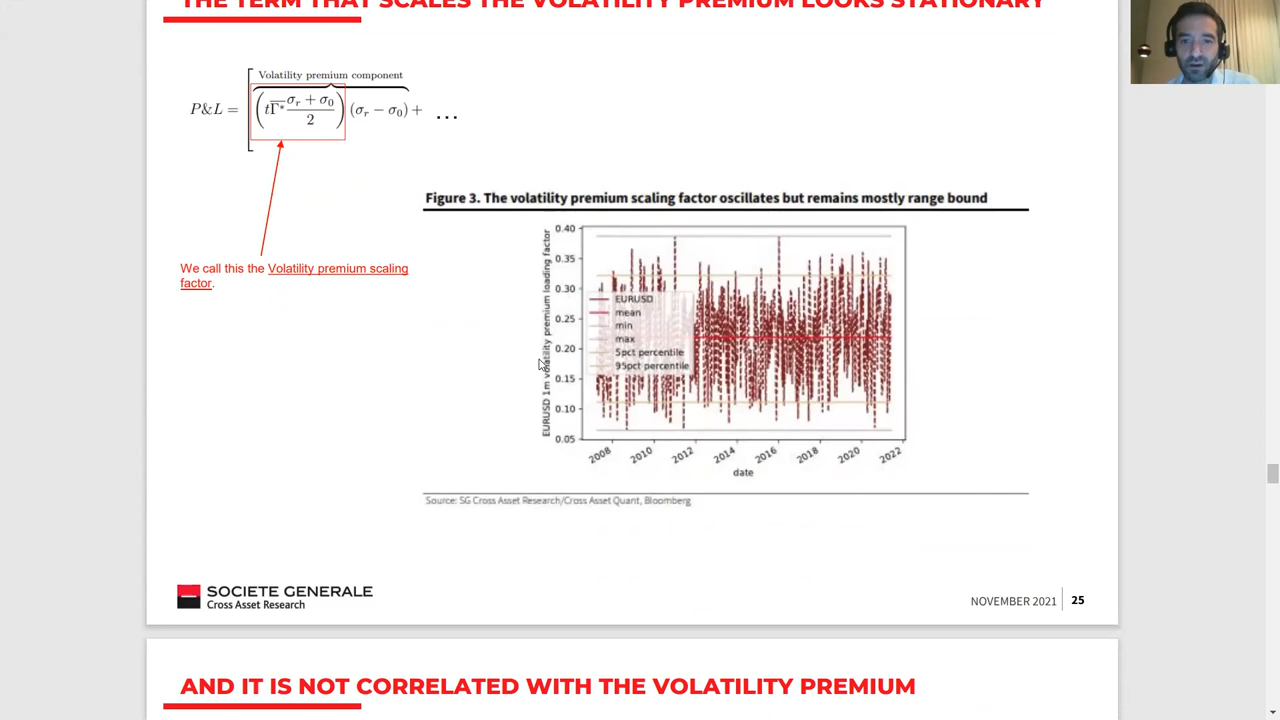 THE TERM THAT SCALES THE VOLATILITY PREMIUM LOOKS STATIONARY
Volatility premium component
P&L = [ ( tΓ̅* (σr + σ0) / 2 ) (σr − σ0) + ...
We call this the Volatility premium scaling
factor.
Figure 3. The volatility premium scaling factor oscillates but remains mostly range bound
EURUSD 1m volatility premium loading factor
0.40
0.35
0.30
0.25
0.20
0.15
0.10
0.05
EURUSD
mean
min
max
5pct percentile
95pct percentile
2008 2010 2012 2014 2016 2018 2020 2022
date
Source: SG Cross Asset Research/Cross Asset Quant, Bloomberg
SOCIETE GENERALE
Cross Asset Research
NOVEMBER 2021 25
AND IT IS NOT CORRELATED WITH THE VOLATILITY PREMIUM